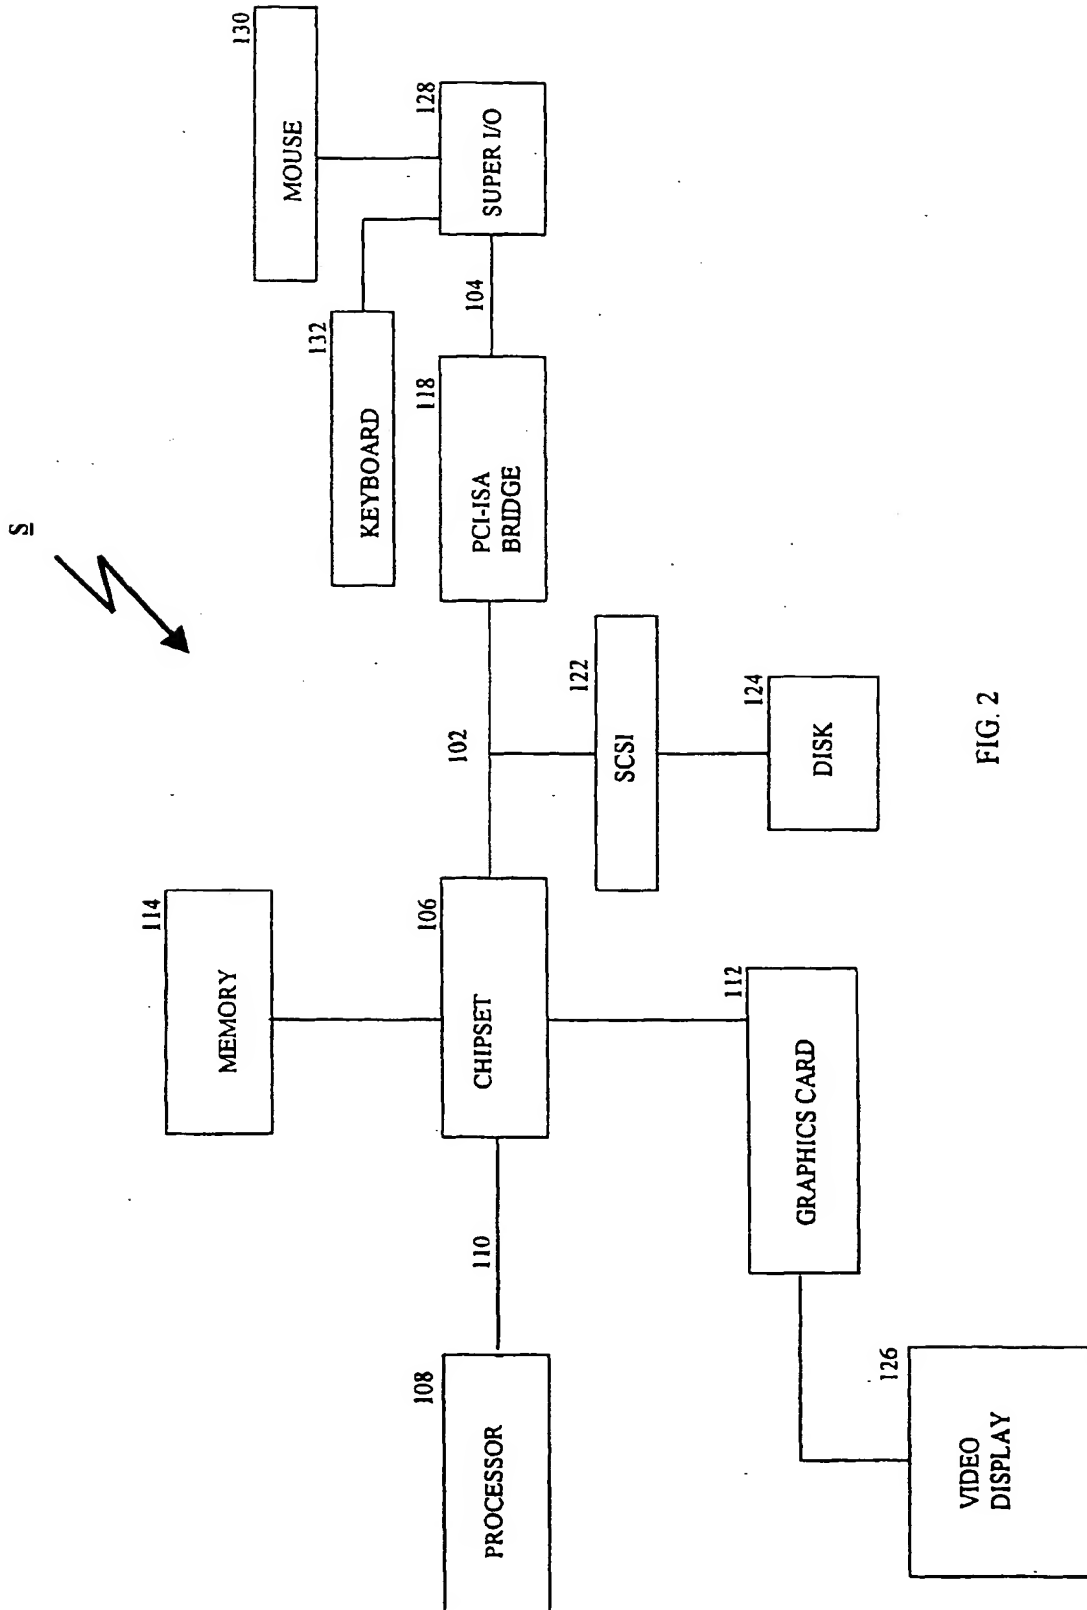 S
130
MOUSE
128
SUPER I/O
104
132
KEYBOARD
118
PCI-ISA
BRIDGE
102
122
SCSI
124
DISK
114
MEMORY
106
CHIPSET
112
GRAPHICS CARD
110
108
PROCESSOR
126
VIDEO
DISPLAY
FIG. 2